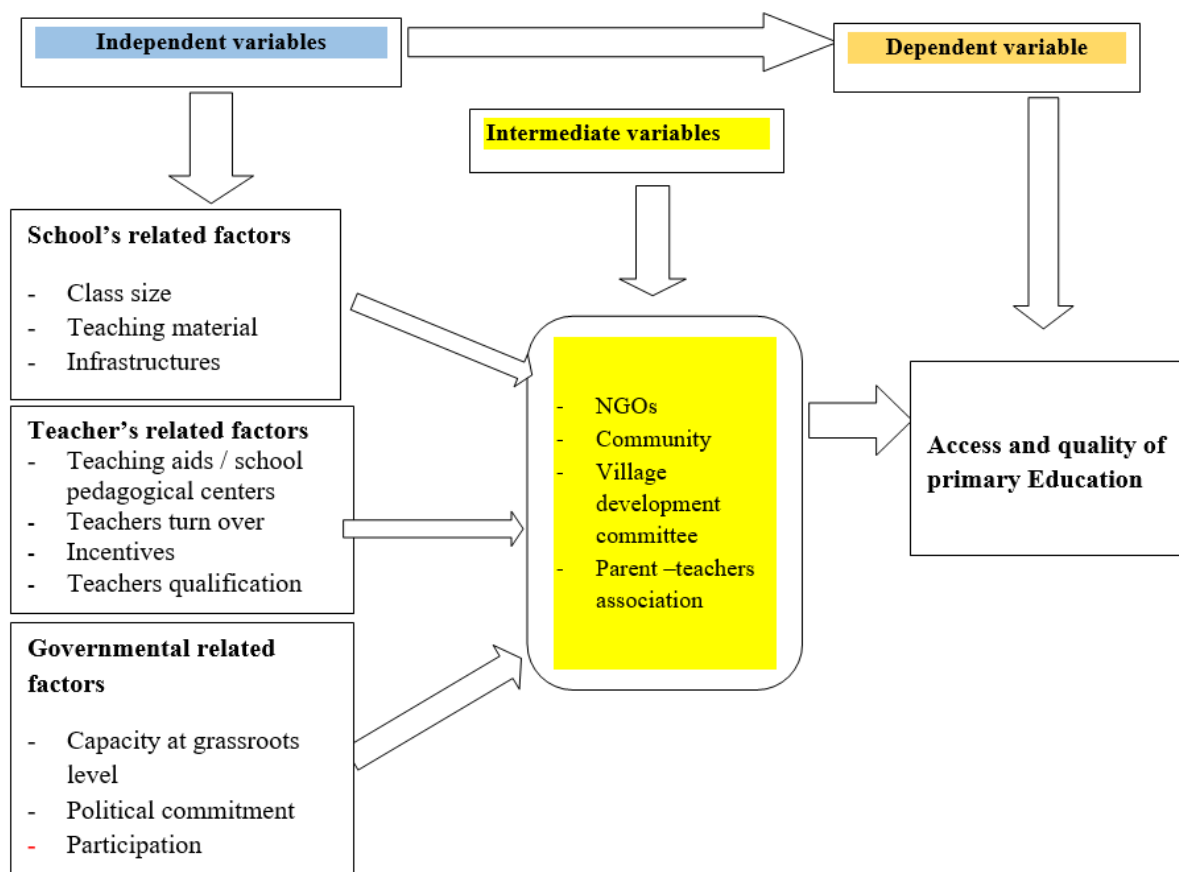 Independent variables
Dependent variable
Intermediate variables
School’s related factors
- Class size
- Teaching material
- Infrastructures
Teacher’s related factors
- Teaching aids / school
pedagogical centers
- Teachers turn over
- Incentives
- Teachers qualification
Governmental related
factors
- Capacity at grassroots
level
- Political commitment
- Participation
- NGOs
- Community
- Village
development
committee
- Parent –teachers
association
Access and quality of
primary Education